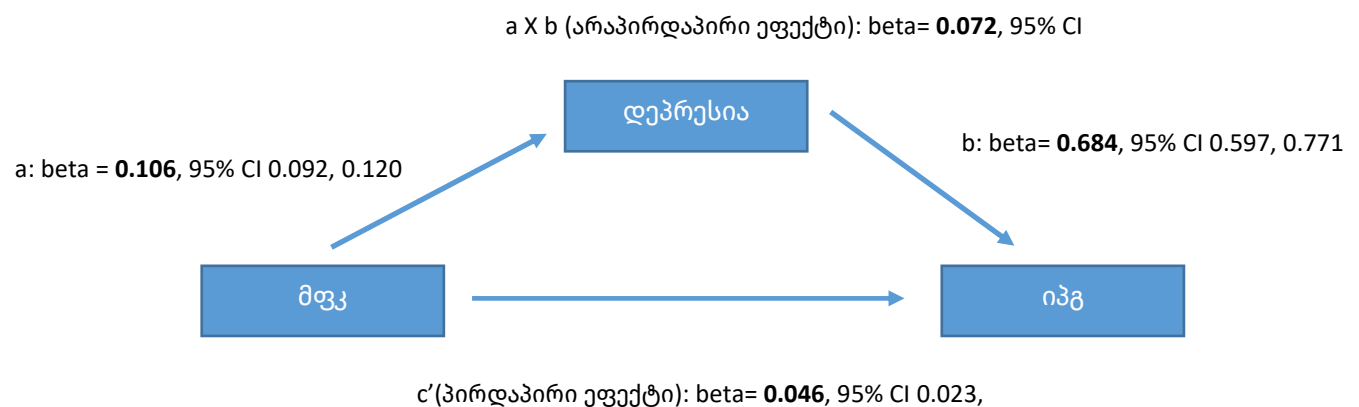 a X b (არაპირდაპირი ეფექტი): beta= 0.072, 95% CI
დეპრესია
b: beta= 0.684, 95% CI 0.597, 0.771
a: beta = 0.106, 95% CI 0.092, 0.120
მფკ
იპგ
c’(პირდაპირი ეფექტი): beta= 0.046, 95% CI 0.023,